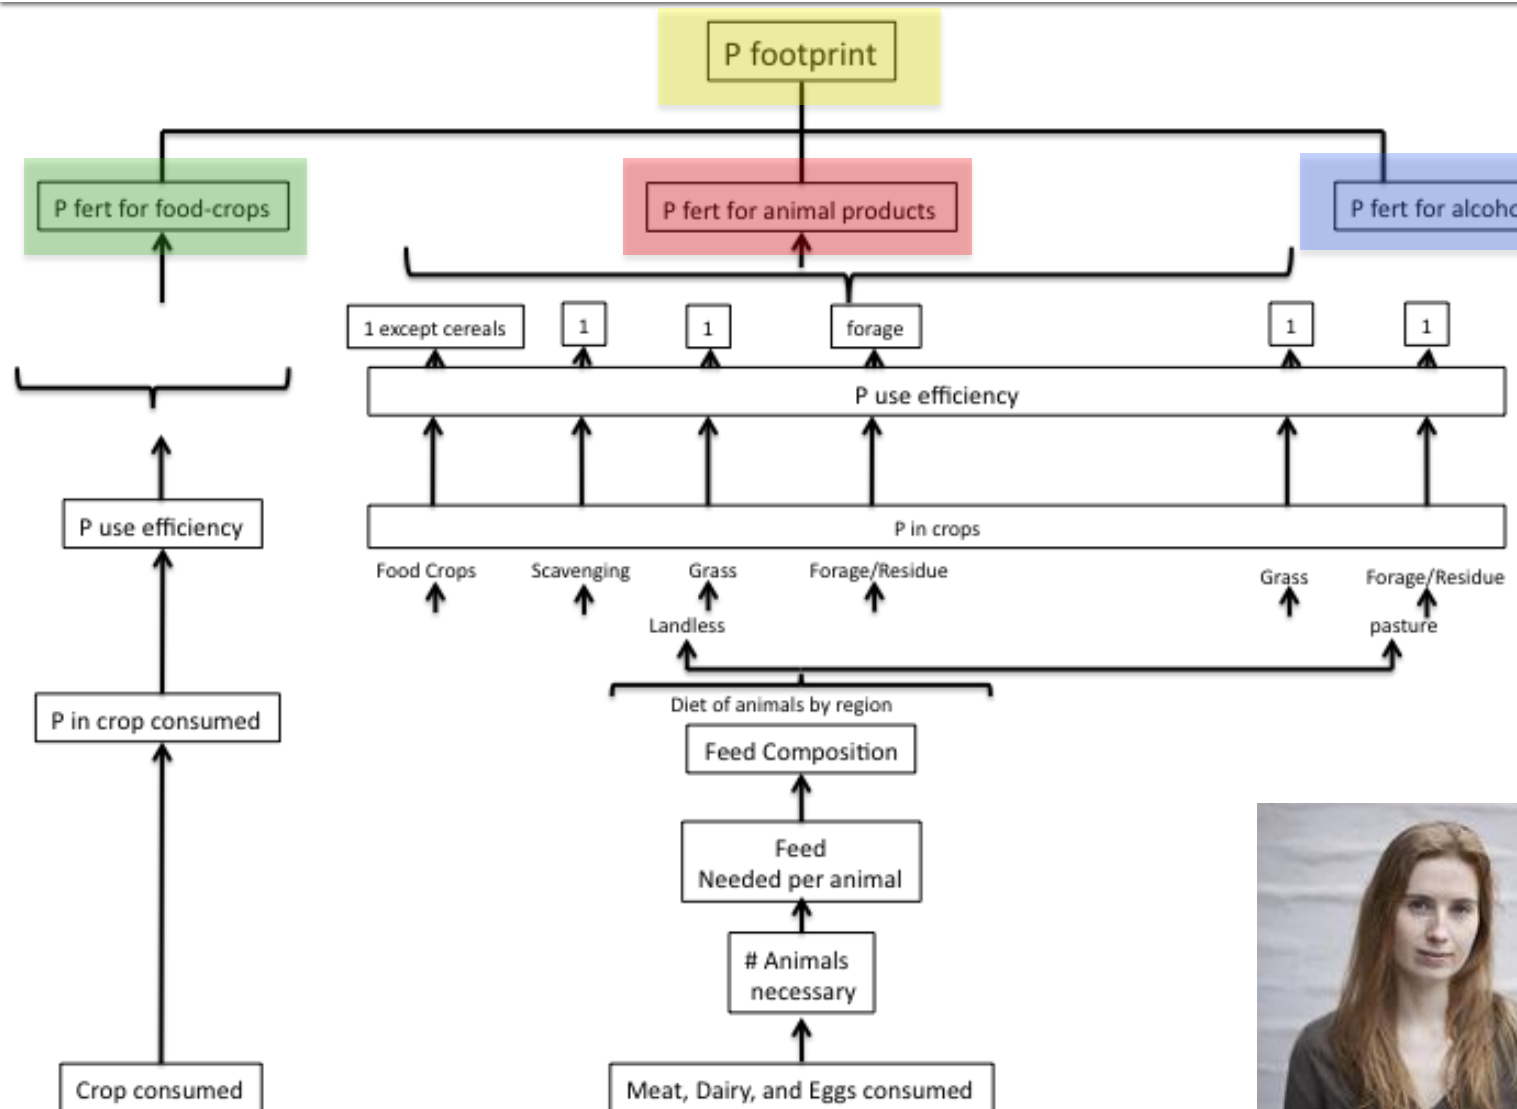 P footprint
P fert for food-crops
P fert for animal products
P fert for alcoho
1 except cereals
1
1
forage
1
1
P use efficiency
P use efficiency
P in crops
Food Crops
Scavenging
Grass
Forage/Residue
Grass
Forage/Residue
Landless
pasture
Diet of animals by region
P in crop consumed
Feed Composition
Feed
Needed per animal
# Animals
necessary
Crop consumed
Meat, Dairy, and Eggs consumed